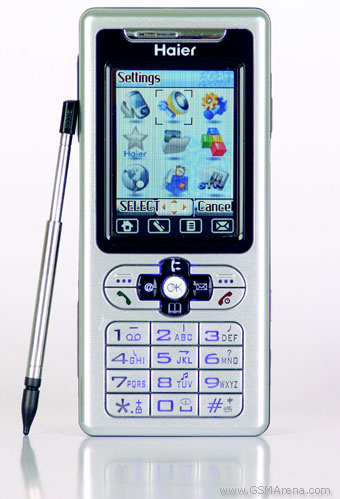 Haier
Settings
Haier
SELECT Cancel
OK
@
1
2 ABC 3 DEF
4 GHI 5 JKL 6 MNO
7 PQRS 8 TUV 9 WXYZ
*. 0 #
www.GSMArena.com